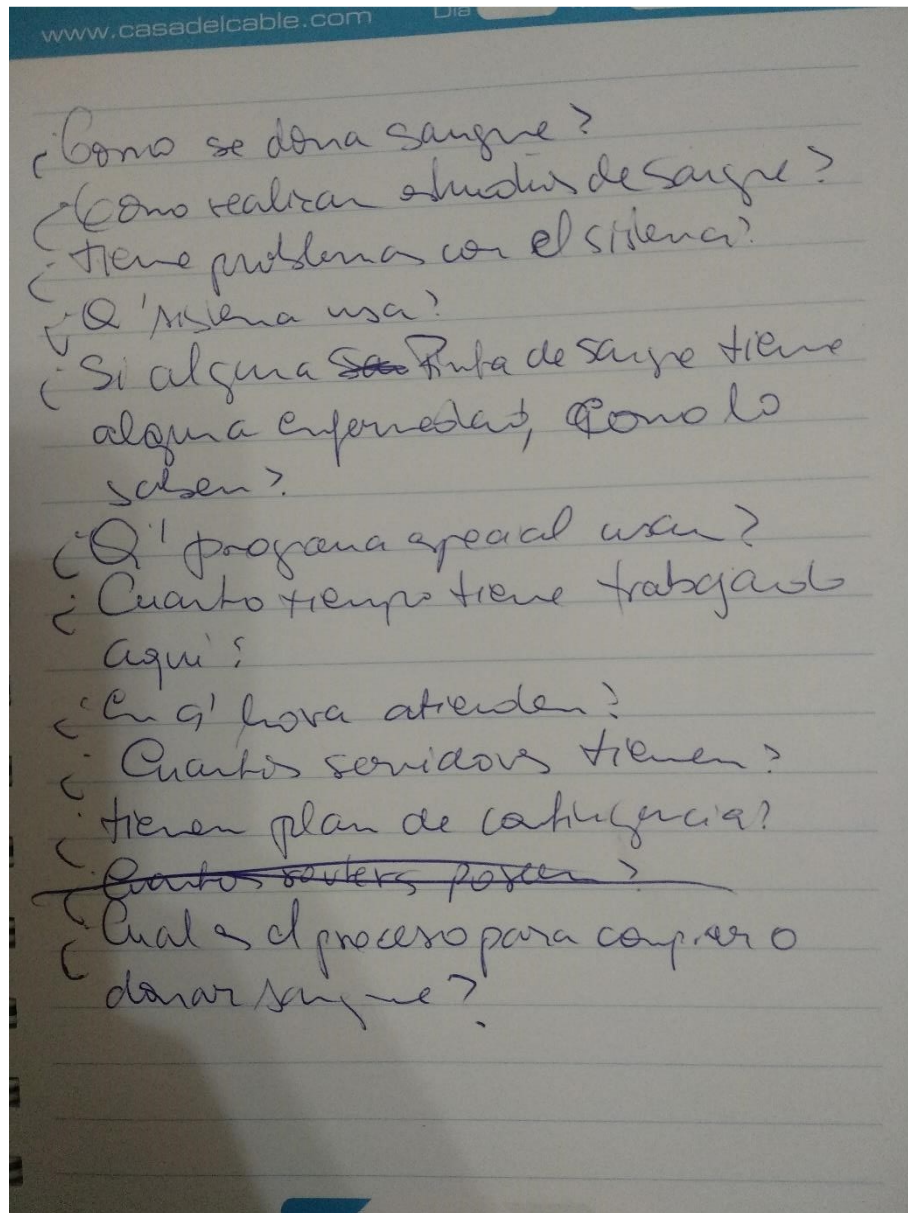 www.casadelcable.com Dia
¿Como se dona sangre?
¿Como realizan estudios de sangre?
¿tiene problemas con el sistema?
¿Q' sistema usa?
¿Si alguna Pinta de sangre tiene
alguna enfermedad, Como lo
saben?
¿Q' programa special usan?
¿Cuanto tiempo tiene trabajando
aqui?
¿En q' hora atienden?
¿Cuantos servidores tienen?
¿tienen plan de contingencia?
¿Cuantos routers poseen?
¿Cual es el proceso para comprar o
donar sangre?